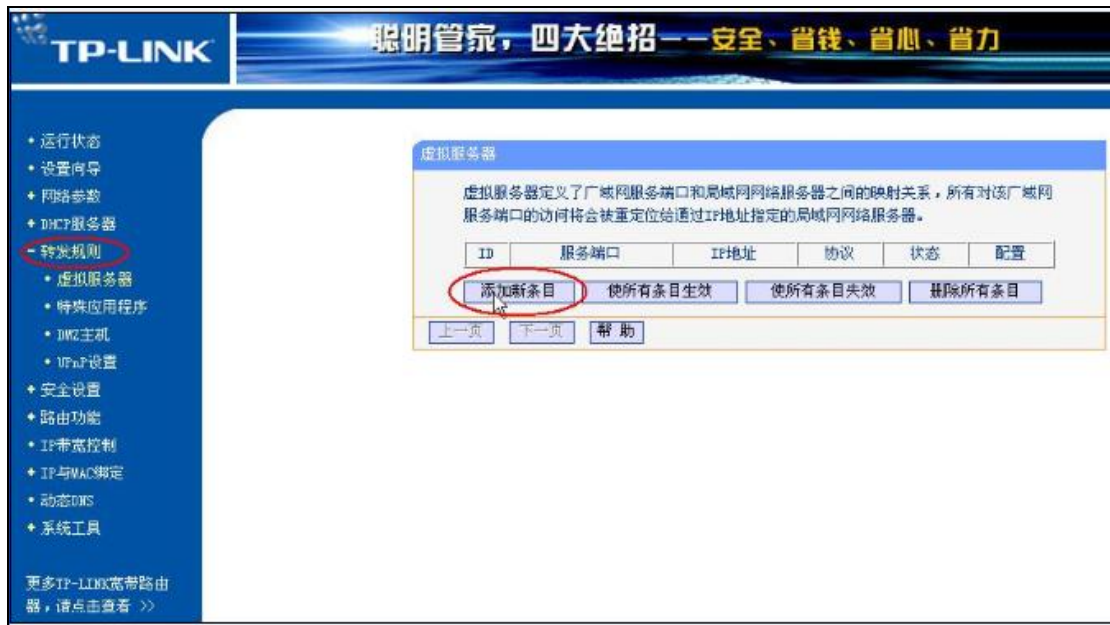 TP-LINK
聪明管家，四大绝招——安全、省钱、省心、省力
• 运行状态
• 设置向导
+ 网络参数
+ DHCP服务器
- 转发规则
• 虚拟服务器
• 特殊应用程序
• DMZ主机
• UPnP设置
+ 安全设置
+ 路由功能
• IP带宽控制
+ IP与MAC绑定
• 动态DNS
+ 系统工具
更多TP-LINK宽带路由
器，请点击查看 >>
虚拟服务器
虚拟服务器定义了广域网服务端口和局域网网络服务器之间的映射关系，所有对该广域网
服务端口的访问将会被重定位给通过IP地址指定的局域网网络服务器。
ID 服务端口 IP地址 协议 状态 配置
添加新条目 使所有条目生效 使所有条目失效 删除所有条目
上一页 下一页 帮 助